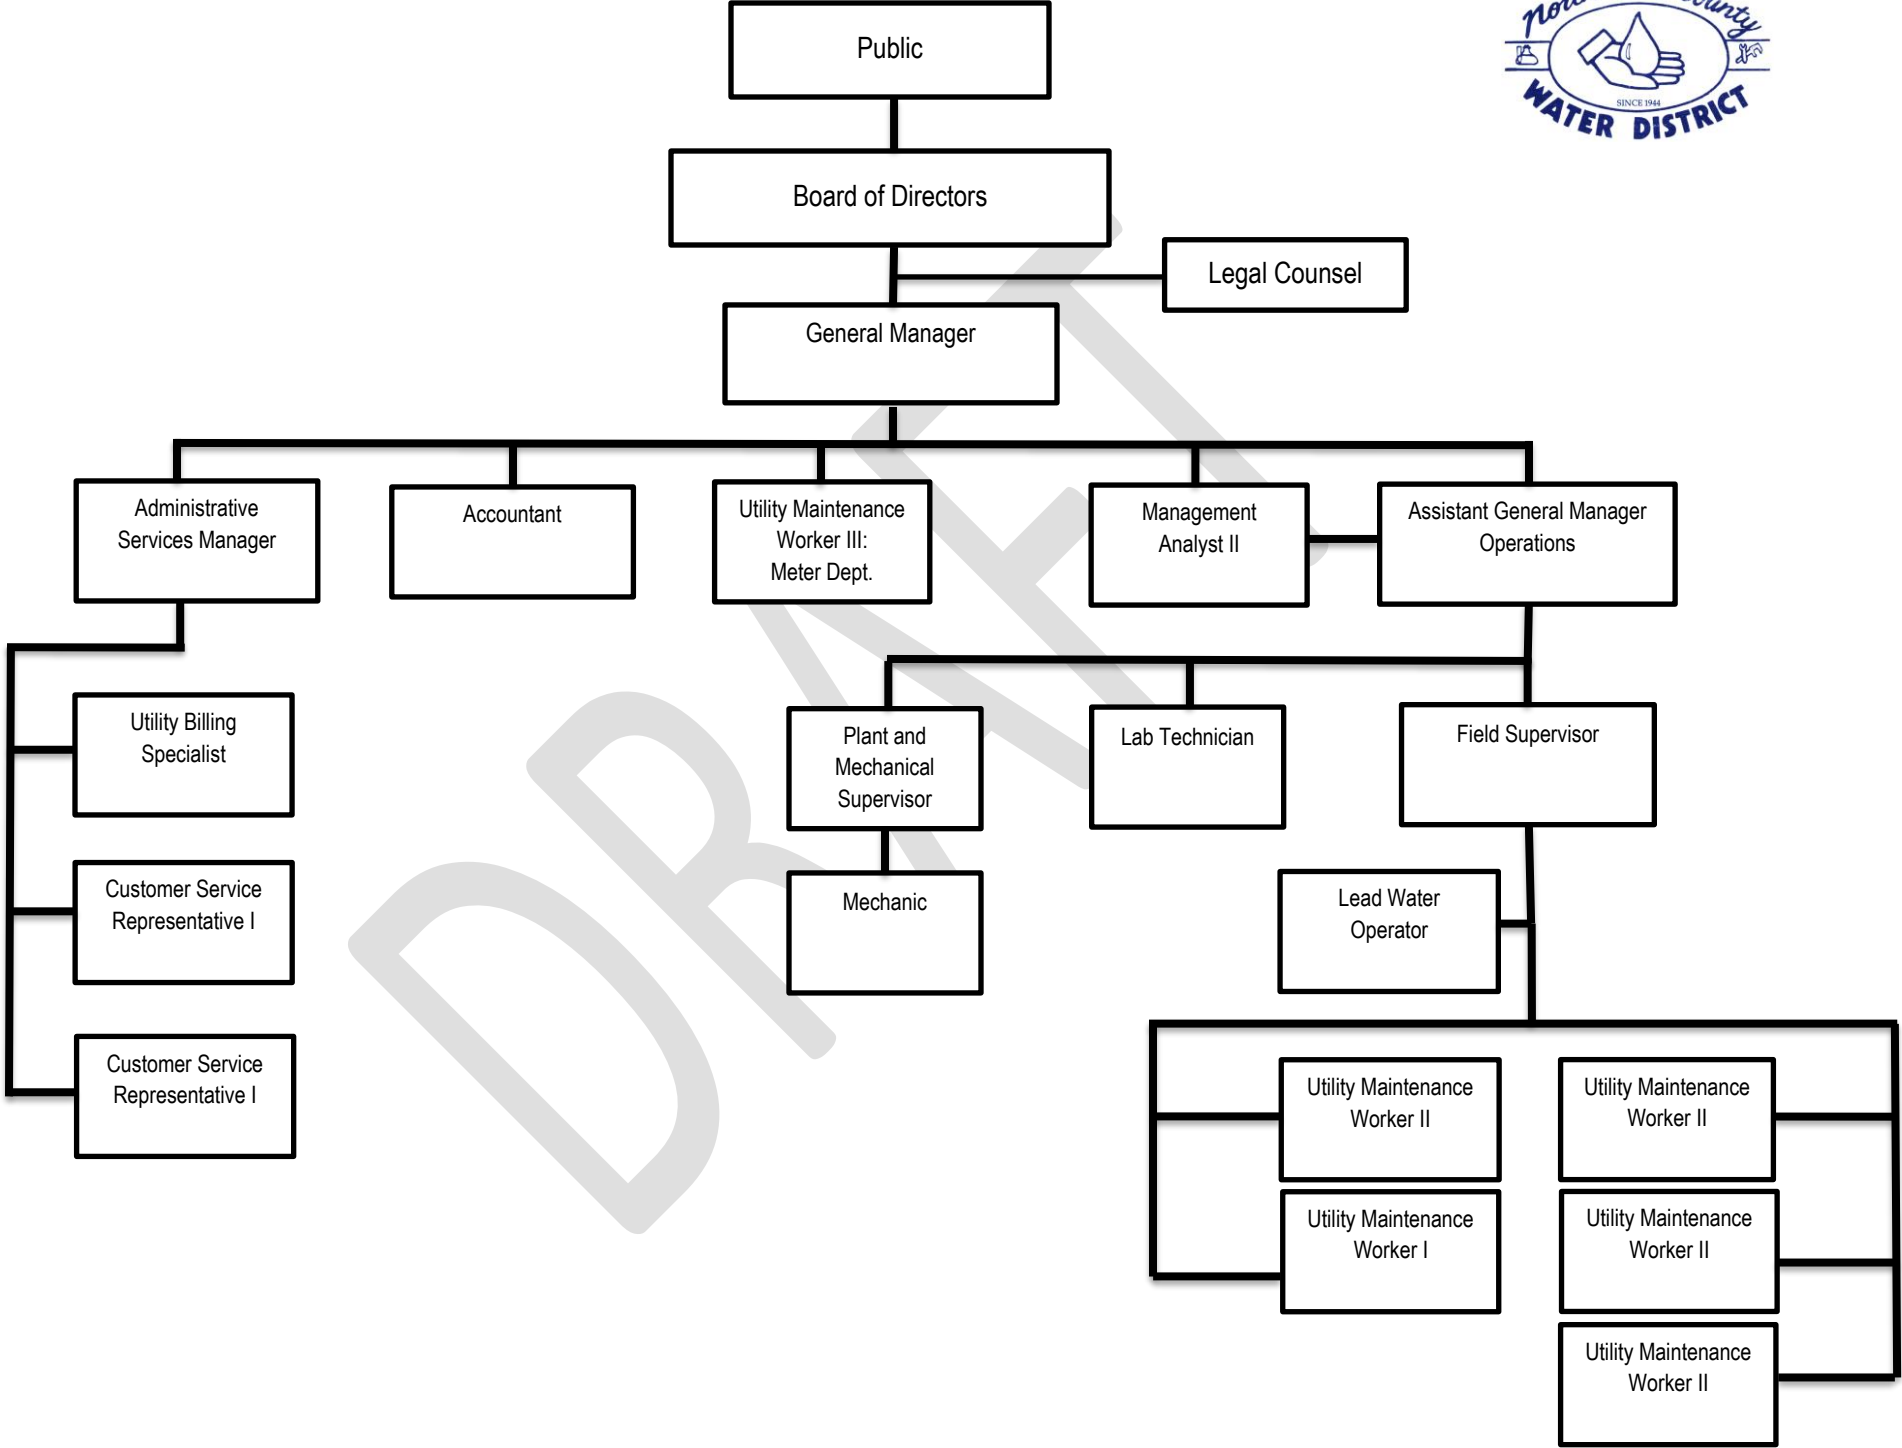 Public
WATER DISTRICT
SINCE 1944
Board of Directors
Legal Counsel
General Manager
Administrative
Services Manager
Accountant
Utility Maintenance
Worker III:
Meter Dept.
Management
Analyst II
Assistant General Manager
Operations
Utility Billing
Specialist
Plant and
Mechanical
Supervisor
Lab Technician
Field Supervisor
Customer Service
Representative I
Mechanic
Lead Water
Operator
Customer Service
Representative I
Utility Maintenance
Worker II
Utility Maintenance
Worker II
Utility Maintenance
Worker I
Utility Maintenance
Worker II
Utility Maintenance
Worker II
DRAFT